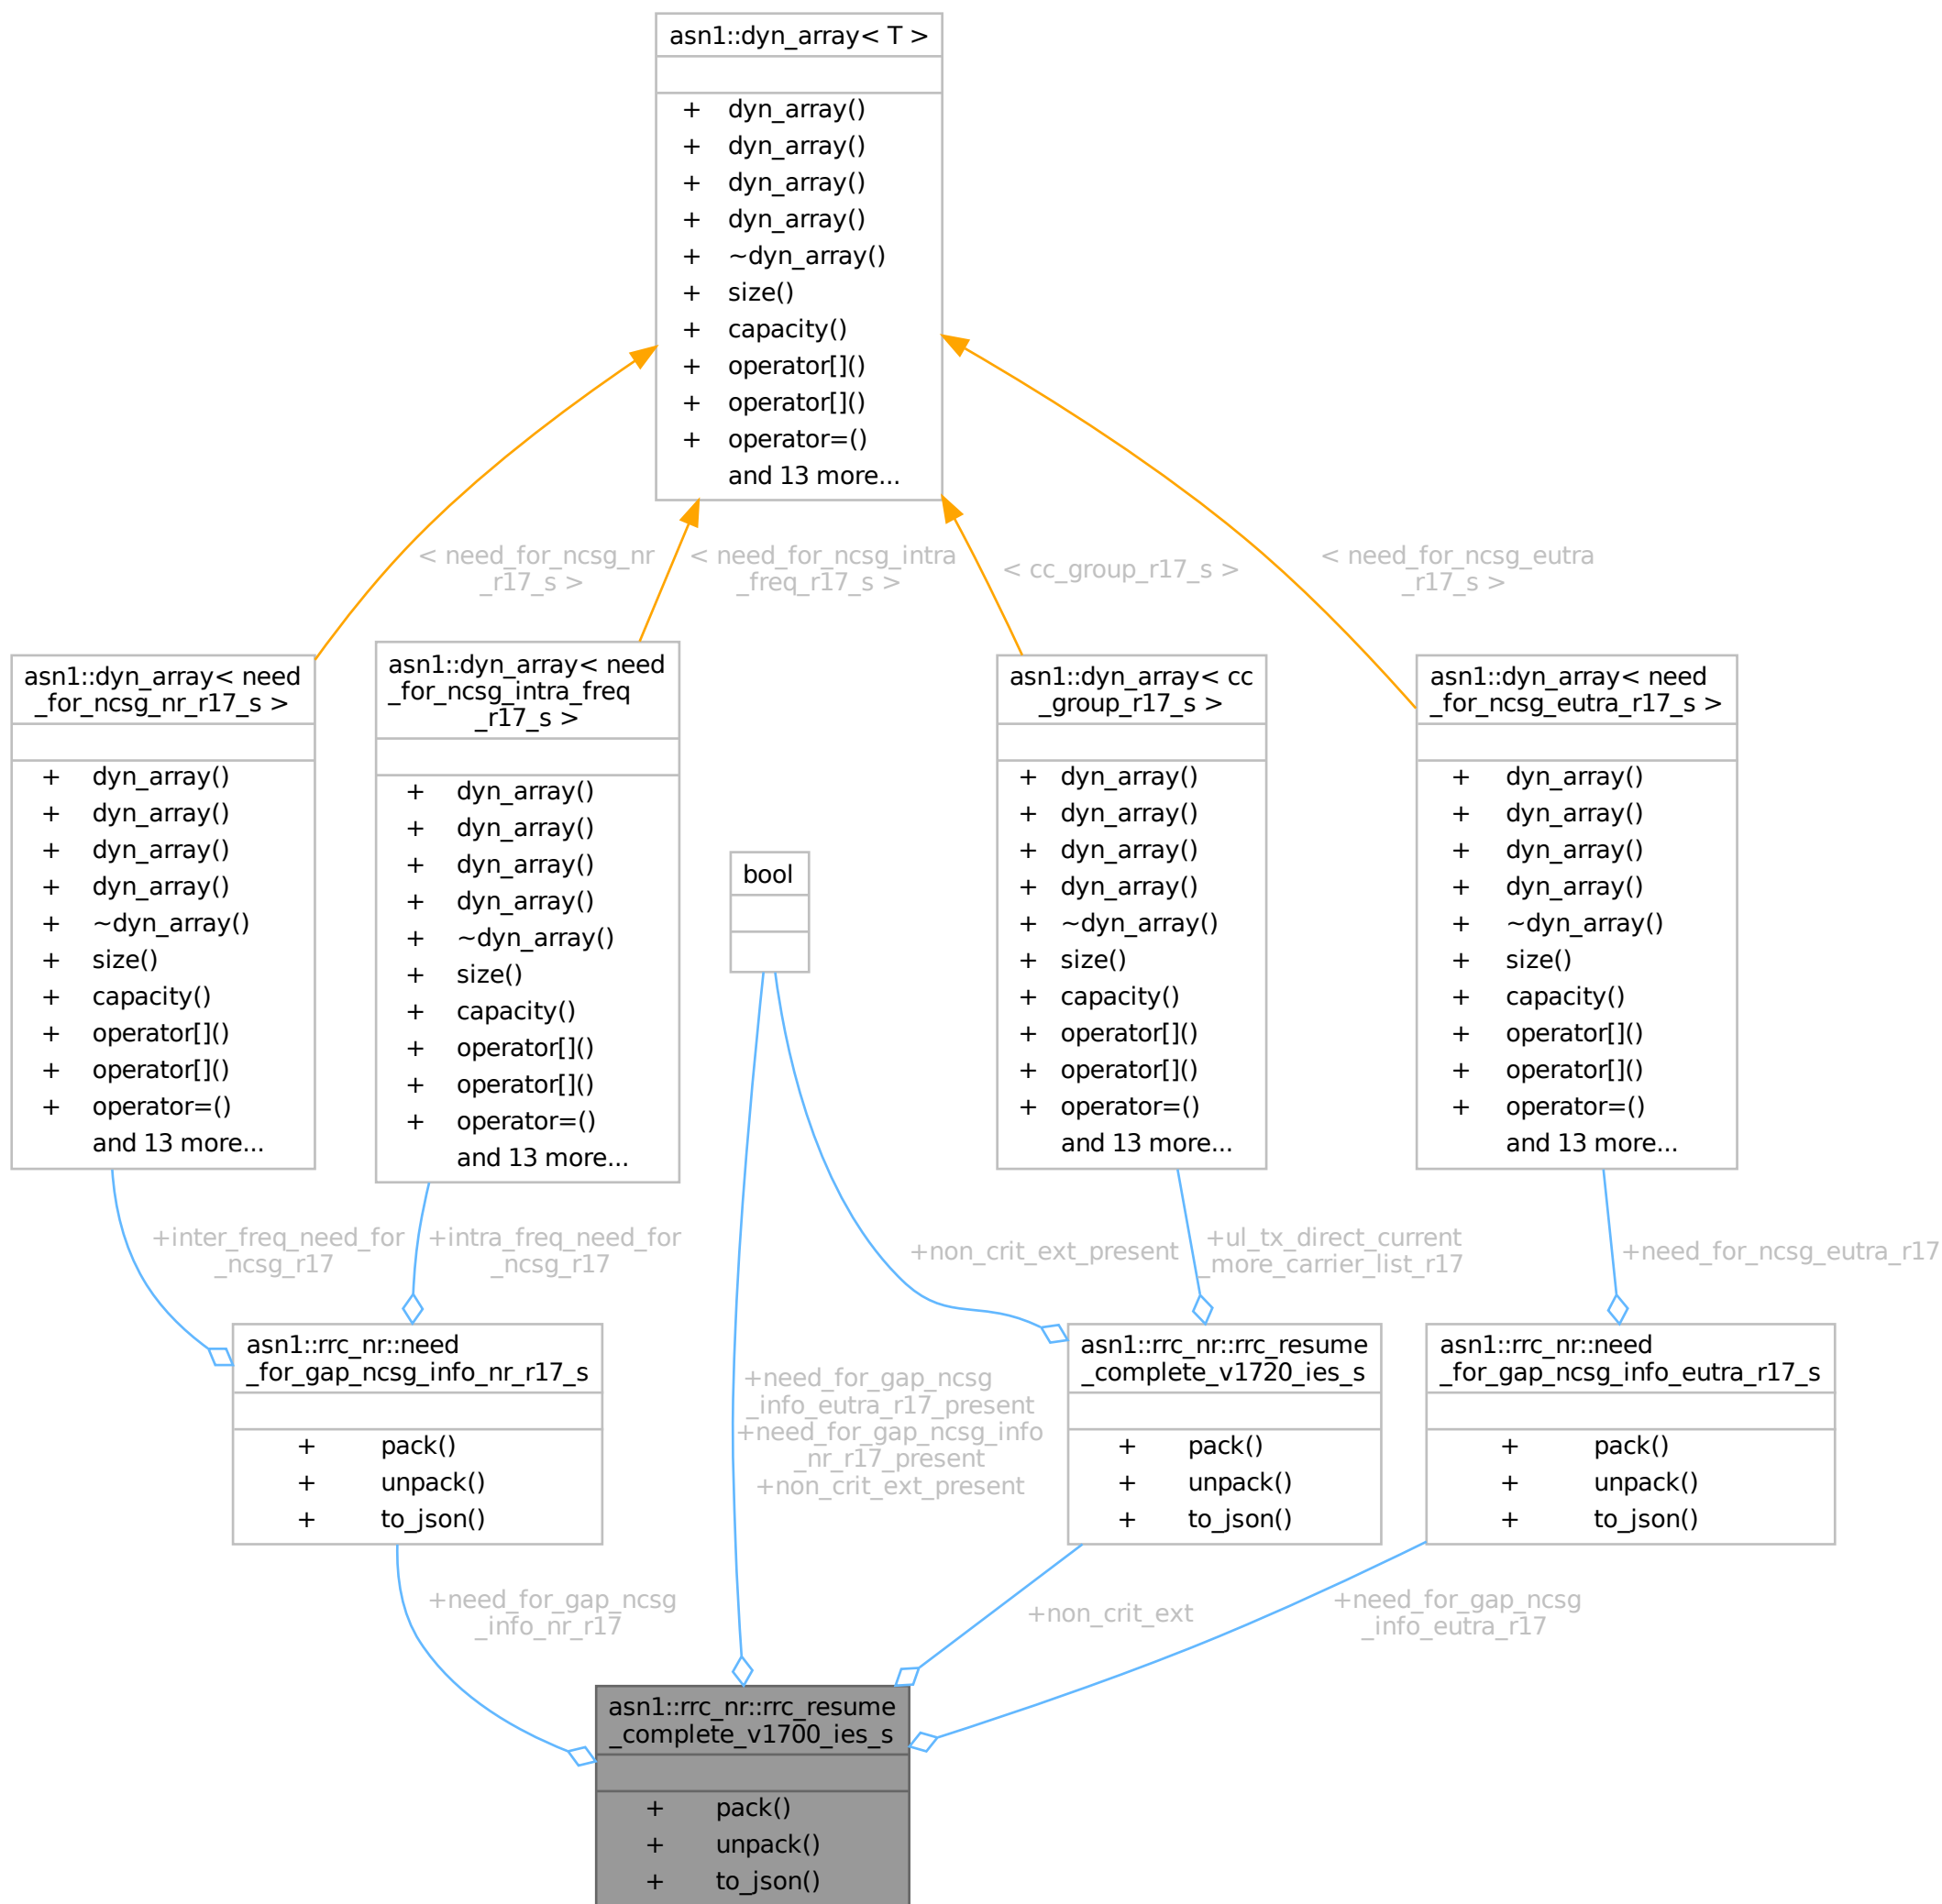 asn1::dyn_array< T >
+ dyn_array()
+ dyn_array()
+ dyn_array()
+ dyn_array()
+ ~dyn_array()
+ size()
+ capacity()
+ operator[]()
+ operator[]()
+ operator=()
and 13 more...
< need_for_ncsg_nr
_r17_s >
< need_for_ncsg_intra
_freq_r17_s >
< cc_group_r17_s >
< need_for_ncsg_eutra
_r17_s >
asn1::dyn_array< need
_for_ncsg_nr_r17_s >
+ dyn_array()
+ dyn_array()
+ dyn_array()
+ dyn_array()
+ ~dyn_array()
+ size()
+ capacity()
+ operator[]()
+ operator[]()
+ operator=()
and 13 more...
asn1::dyn_array< need
_for_ncsg_intra_freq
_r17_s >
+ dyn_array()
+ dyn_array()
+ dyn_array()
+ dyn_array()
+ ~dyn_array()
+ size()
+ capacity()
+ operator[]()
+ operator[]()
+ operator=()
and 13 more...
bool
asn1::dyn_array< cc
_group_r17_s >
+ dyn_array()
+ dyn_array()
+ dyn_array()
+ dyn_array()
+ ~dyn_array()
+ size()
+ capacity()
+ operator[]()
+ operator[]()
+ operator=()
and 13 more...
asn1::dyn_array< need
_for_ncsg_eutra_r17_s >
+ dyn_array()
+ dyn_array()
+ dyn_array()
+ dyn_array()
+ ~dyn_array()
+ size()
+ capacity()
+ operator[]()
+ operator[]()
+ operator=()
and 13 more...
+inter_freq_need_for
_ncsg_r17
+intra_freq_need_for
_ncsg_r17
+non_crit_ext_present
+ul_tx_direct_current
_more_carrier_list_r17
+need_for_ncsg_eutra_r17
asn1::rrc_nr::need
_for_gap_ncsg_info_nr_r17_s
+ pack()
+ unpack()
+ to_json()
+need_for_gap_ncsg
_info_eutra_r17_present
+need_for_gap_ncsg_info
_nr_r17_present
+non_crit_ext_present
asn1::rrc_nr::rrc_resume
_complete_v1720_ies_s
+ pack()
+ unpack()
+ to_json()
asn1::rrc_nr::need
_for_gap_ncsg_info_eutra_r17_s
+ pack()
+ unpack()
+ to_json()
+need_for_gap_ncsg
_info_nr_r17
+non_crit_ext
+need_for_gap_ncsg
_info_eutra_r17
asn1::rrc_nr::rrc_resume
_complete_v1700_ies_s
+ pack()
+ unpack()
+ to_json()